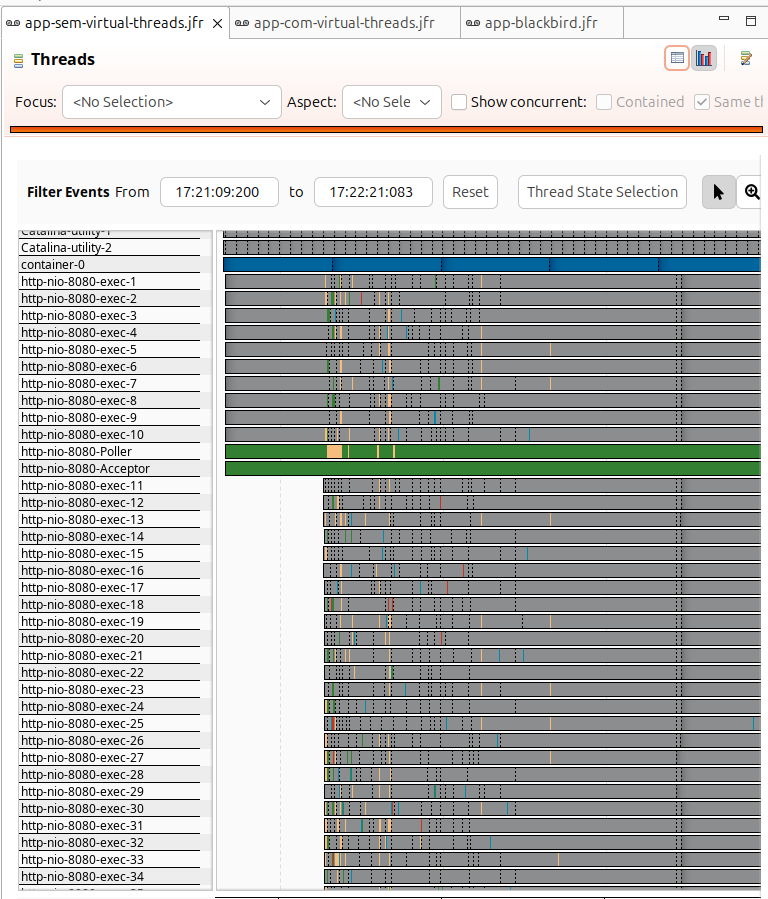 app-sem-virtual-threads.jfr app-com-virtual-threads.jfr app-blackbird.jfr
Threads
Focus: <No Selection> Aspect: <No Sele Show concurrent: Contained Same th
Filter Events From 17:21:09:200 to 17:22:21:083 Reset Thread State Selection
Catalina-utility-1
Catalina-utility-2
container-0
http-nio-8080-exec-1
http-nio-8080-exec-2
http-nio-8080-exec-3
http-nio-8080-exec-4
http-nio-8080-exec-5
http-nio-8080-exec-6
http-nio-8080-exec-7
http-nio-8080-exec-8
http-nio-8080-exec-9
http-nio-8080-exec-10
http-nio-8080-Poller
http-nio-8080-Acceptor
http-nio-8080-exec-11
http-nio-8080-exec-12
http-nio-8080-exec-13
http-nio-8080-exec-14
http-nio-8080-exec-15
http-nio-8080-exec-16
http-nio-8080-exec-17
http-nio-8080-exec-18
http-nio-8080-exec-19
http-nio-8080-exec-20
http-nio-8080-exec-21
http-nio-8080-exec-22
http-nio-8080-exec-23
http-nio-8080-exec-24
http-nio-8080-exec-25
http-nio-8080-exec-26
http-nio-8080-exec-27
http-nio-8080-exec-28
http-nio-8080-exec-29
http-nio-8080-exec-30
http-nio-8080-exec-31
http-nio-8080-exec-32
http-nio-8080-exec-33
http-nio-8080-exec-34